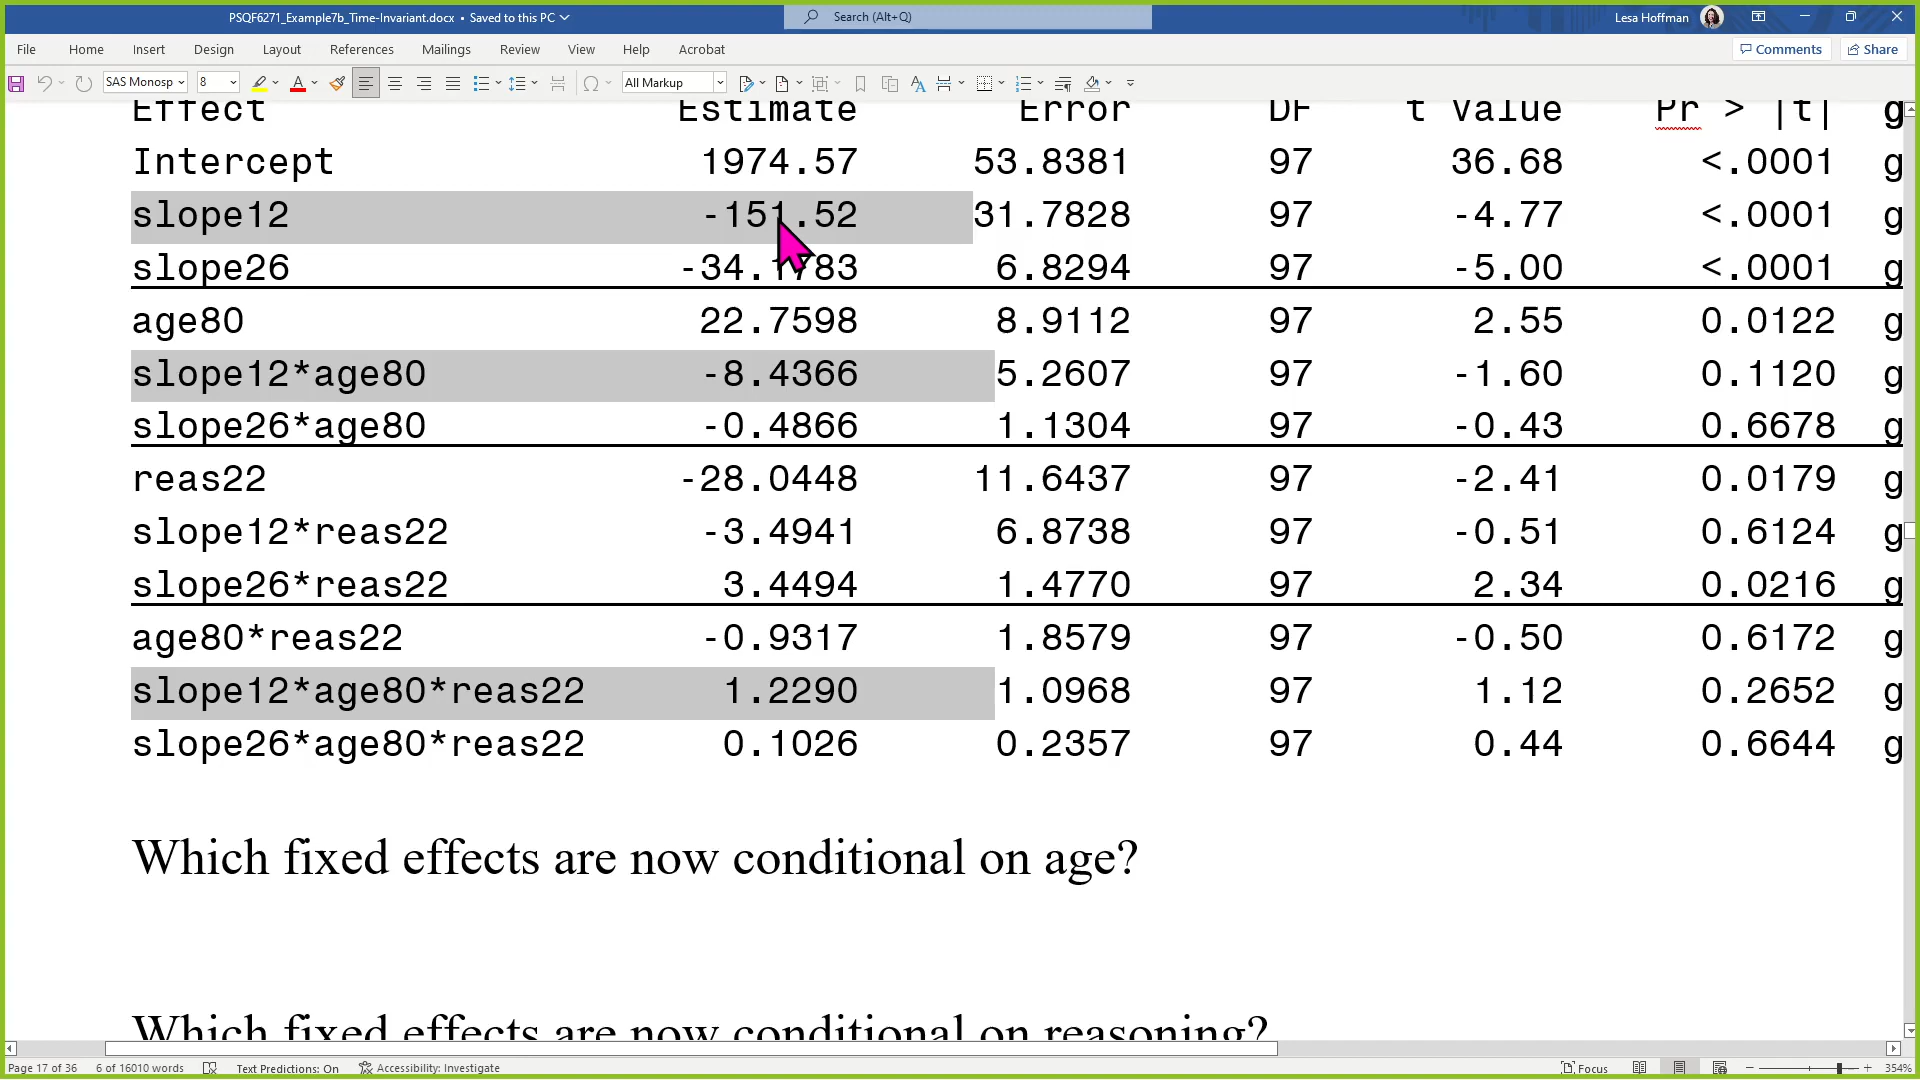 PSQF6271_Example7b_Time-Invariant.docx • Saved to this PC
Search (Alt+Q)
Lesa Hoffman
File Home Insert Design Layout References Mailings Review View Help Acrobat
Comments Share
SAS Monosp 8 All Markup
Effect Estimate Error DF t Value Pr > |t| g
Intercept 1974.57 53.8381 97 36.68 <.0001 g
slope12 -151.52 31.7828 97 -4.77 <.0001 g
slope26 -34.1783 6.8294 97 -5.00 <.0001 g
age80 22.7598 8.9112 97 2.55 0.0122 g
slope12*age80 -8.4366 5.2607 97 -1.60 0.1120 g
slope26*age80 -0.4866 1.1304 97 -0.43 0.6678 g
reas22 -28.0448 11.6437 97 -2.41 0.0179 g
slope12*reas22 -3.4941 6.8738 97 -0.51 0.6124 g
slope26*reas22 3.4494 1.4770 97 2.34 0.0216 g
age80*reas22 -0.9317 1.8579 97 -0.50 0.6172 g
slope12*age80*reas22 1.2290 1.0968 97 1.12 0.2652 g
slope26*age80*reas22 0.1026 0.2357 97 0.44 0.6644 g
Which fixed effects are now conditional on age?
Which fixed effects are now conditional on reasoning?
Page 17 of 36 6 of 16010 words Text Predictions: On Accessibility: Investigate Focus 354%